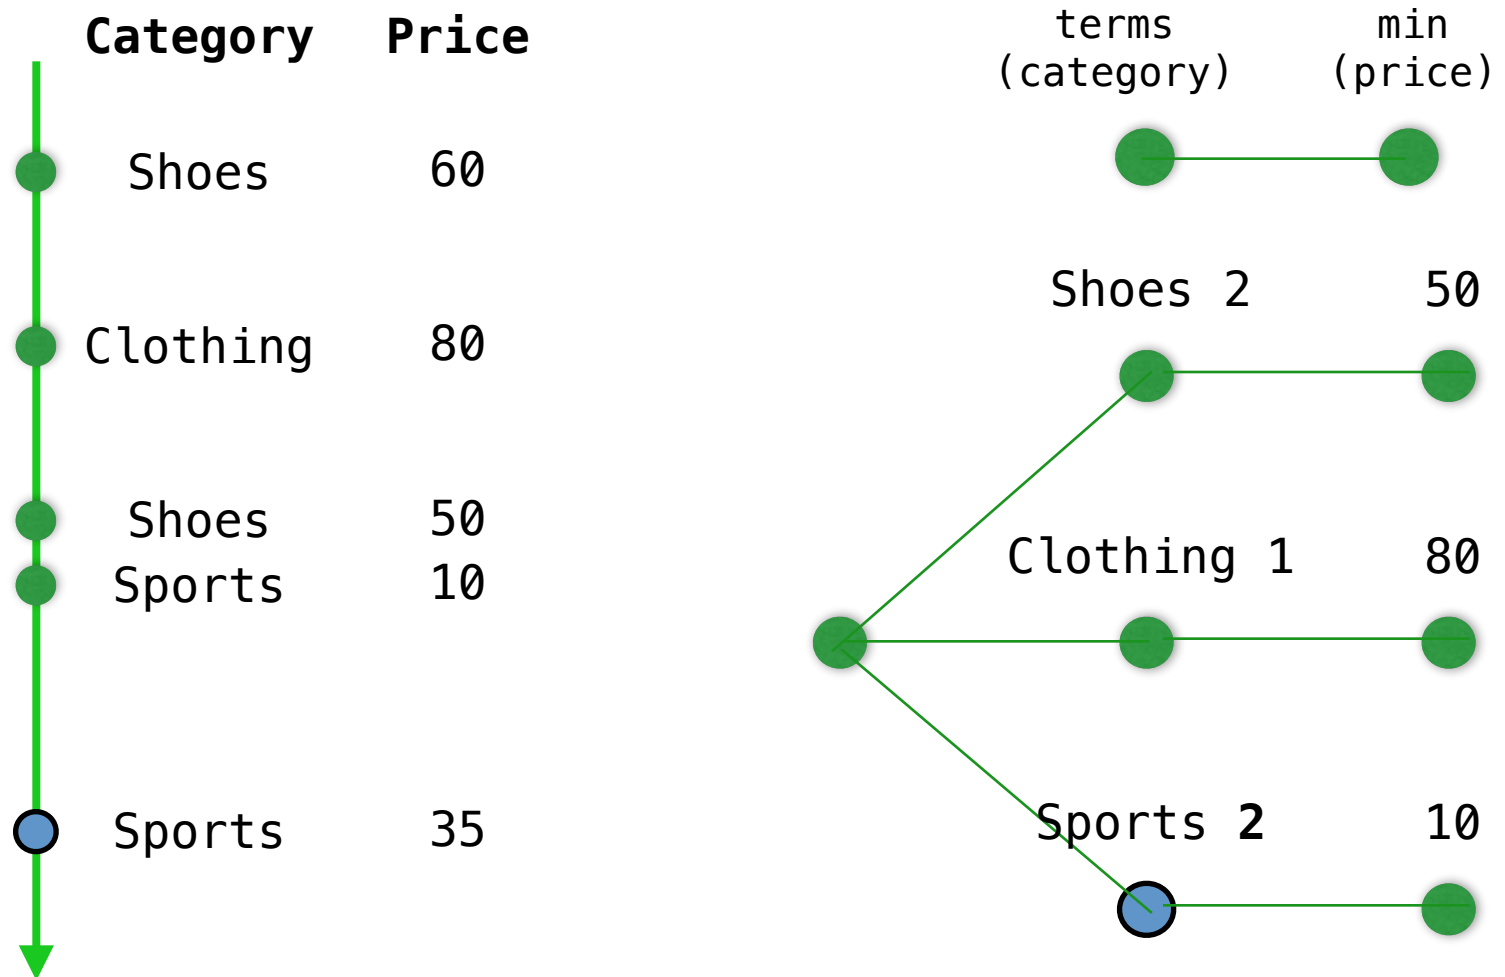 Category Price
Shoes 60
Clothing 80
Shoes 50
Sports 10
Sports 35
terms min
(category) (price)
Shoes 2 50
Clothing 1 80
Sports 2 10